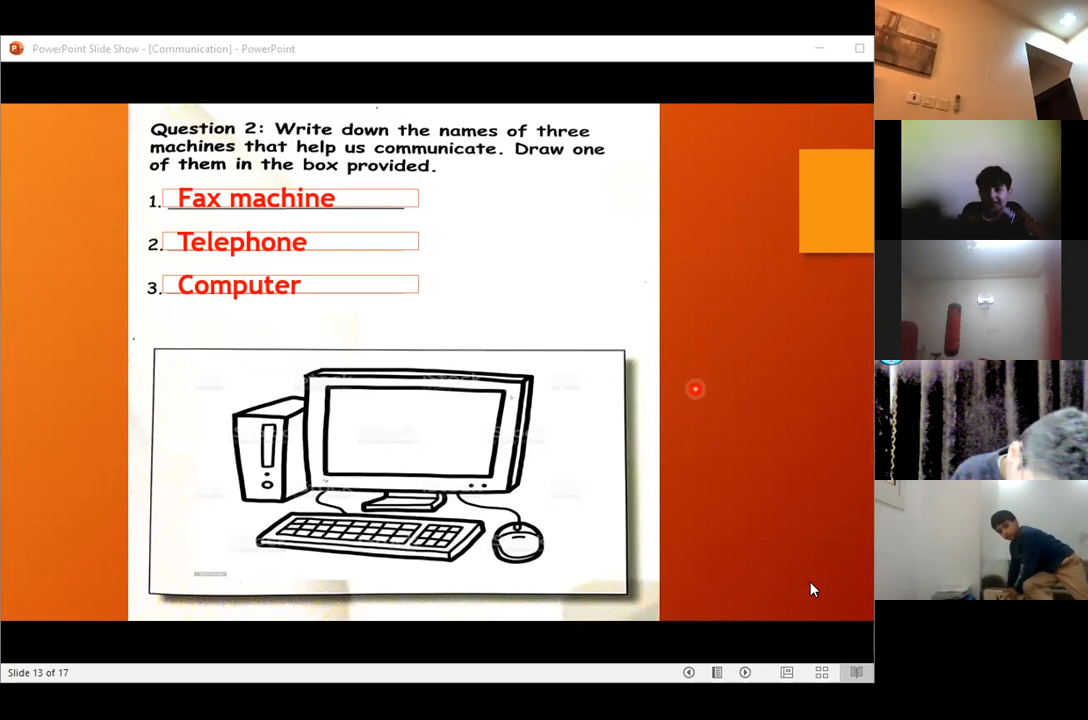 PowerPoint Slide Show - [Communication] - PowerPoint
Question 2: Write down the names of three
machines that help us communicate. Draw one
of them in the box provided.
1. Fax machine
2. Telephone
3. Computer
Slide 13 of 17